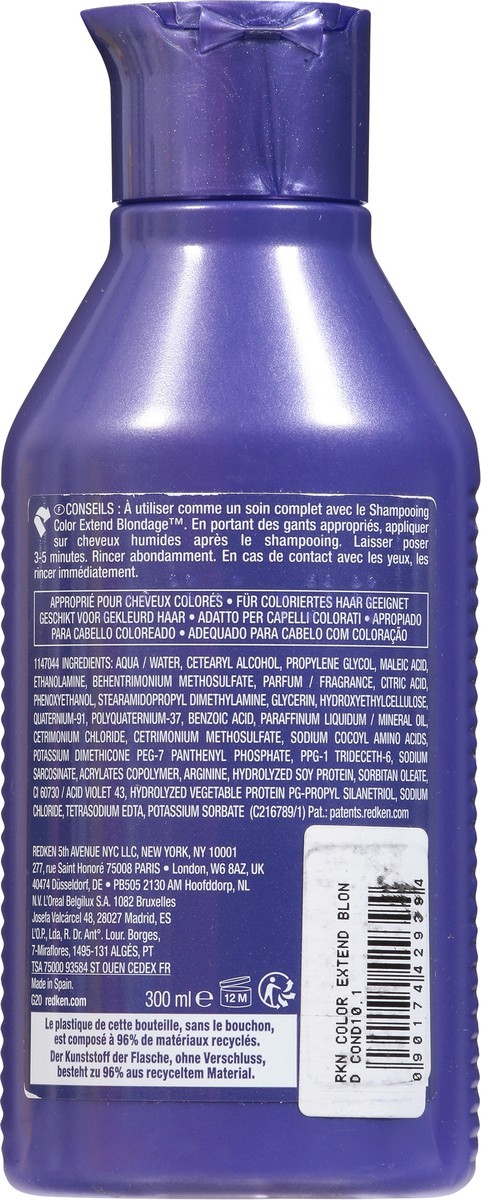 Ⓕ CONSEILS : À utiliser comme un soin complet avec le Shampooing
Color Extend Blondage™. En portant des gants appropriés, appliquer
sur cheveux humides après le shampooing. Laisser poser
3-5 minutes. Rincer abondamment. En cas de contact avec les yeux, les
rincer immédiatement.
APPROPRIÉ POUR CHEVEUX COLORÉS • FÜR COLORIERTES HAAR GEEIGNET
GESCHIKT VOOR GEKLEURD HAAR • ADATTO PER CAPELLI COLORATI • APROPIADO
PARA CABELLO COLOREADO • ADEQUADO PARA CABELO COM COLORAÇÃO
1147044 INGREDIENTS: AQUA / WATER, CETEARYL ALCOHOL, PROPYLENE GLYCOL, MALEIC ACID,
ETHANOLAMINE, BEHENTRIMONIUM METHOSULFATE, PARFUM / FRAGRANCE, CITRIC ACID,
PHENOXYETHANOL, STEARAMIDOPROPYL DIMETHYLAMINE, GLYCERIN, HYDROXYETHYLCELLULOSE,
QUATERNIUM-91, POLYQUATERNIUM-37, BENZOIC ACID, PARAFFINUM LIQUIDUM / MINERAL OIL,
CETRIMONIUM CHLORIDE, CETRIMONIUM METHOSULFATE, SODIUM COCOYL AMINO ACIDS,
POTASSIUM DIMETHICONE PEG-7 PANTHENYL PHOSPHATE, PPG-1 TRIDECETH-6, SODIUM
SARCOSINATE, ACRYLATES COPOLYMER, ARGININE, HYDROLYZED SOY PROTEIN, SORBITAN OLEATE,
CI 60730 / ACID VIOLET 43, HYDROLYZED VEGETABLE PROTEIN PG-PROPYL SILANETRIOL, SODIUM
CHLORIDE, TETRASODIUM EDTA, POTASSIUM SORBATE (C216789/1) Pat.: patents.redken.com
REDKEN 5th AVENUE NYC LLC, NEW YORK, NY 10001
277, rue Saint Honoré 75008 PARIS • London, W6 8AZ, UK
40474 Düsseldorf, DE • PB505 2130 AM Hoofddorp, NL
N.V. L'Oreal Belgilux S.A. 1082 Bruxelles
Josefa Valcárcel 48, 28027 Madrid, ES
L'O.P., Lda, R. Dr. Antº. Lour. Borges,
7-Miraflores, 1495-131 ALGÉS, PT
TSA 75000 93584 ST OUEN CEDEX FR
Made in Spain.
G20 redken.com 300 ml ℮ 12 M
Le plastique de cette bouteille, sans le bouchon,
est composé à 96% de matériaux recyclés.
Der Kunststoff der Flasche, ohne Verschluss,
besteht zu 96% aus recyceltem Material.
RKN COLOR EXTEND BLON
D COND10.1